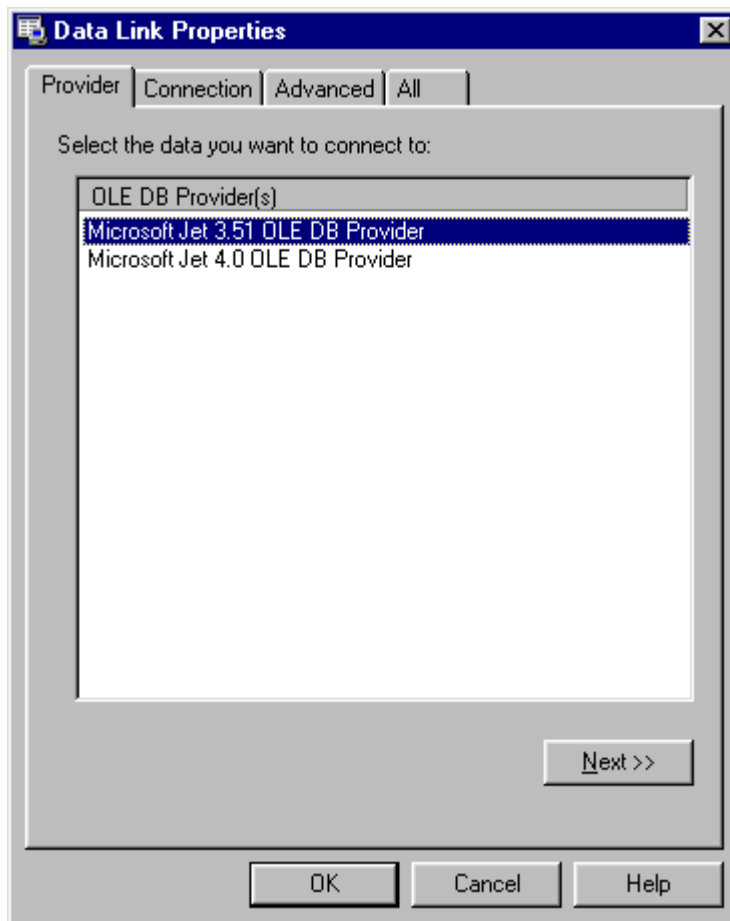 Data Link Properties
Provider Connection Advanced All
Select the data you want to connect to:
OLE DB Provider(s)
Microsoft Jet 3.51 OLE DB Provider
Microsoft Jet 4.0 OLE DB Provider
Next >>
OK Cancel Help